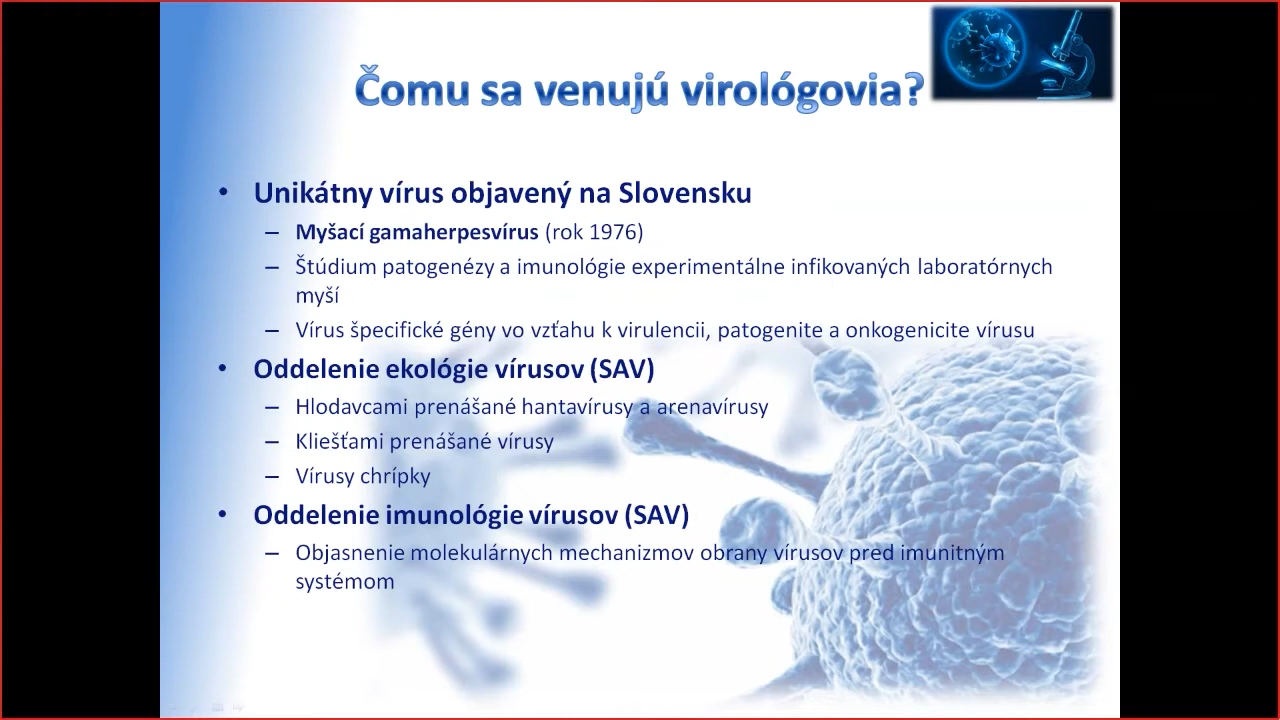 Čomu sa venujú virológovia?
• Unikátny vírus objavený na Slovensku
– Myšací gamaherpesvírus (rok 1976)
– Štúdium patogenézy a imunológie experimentálne infikovaných laboratórnych
myší
– Vírus špecifické gény vo vzťahu k virulencii, patogenite a onkogenicite vírusu
• Oddelenie ekológie vírusov (SAV)
– Hlodavcami prenášané hantavírusy a arenavírusy
– Kliešťami prenášané vírusy
– Vírusy chrípky
• Oddelenie imunológie vírusov (SAV)
– Objasnenie molekulárnych mechanizmov obrany vírusov pred imunitným
systémom